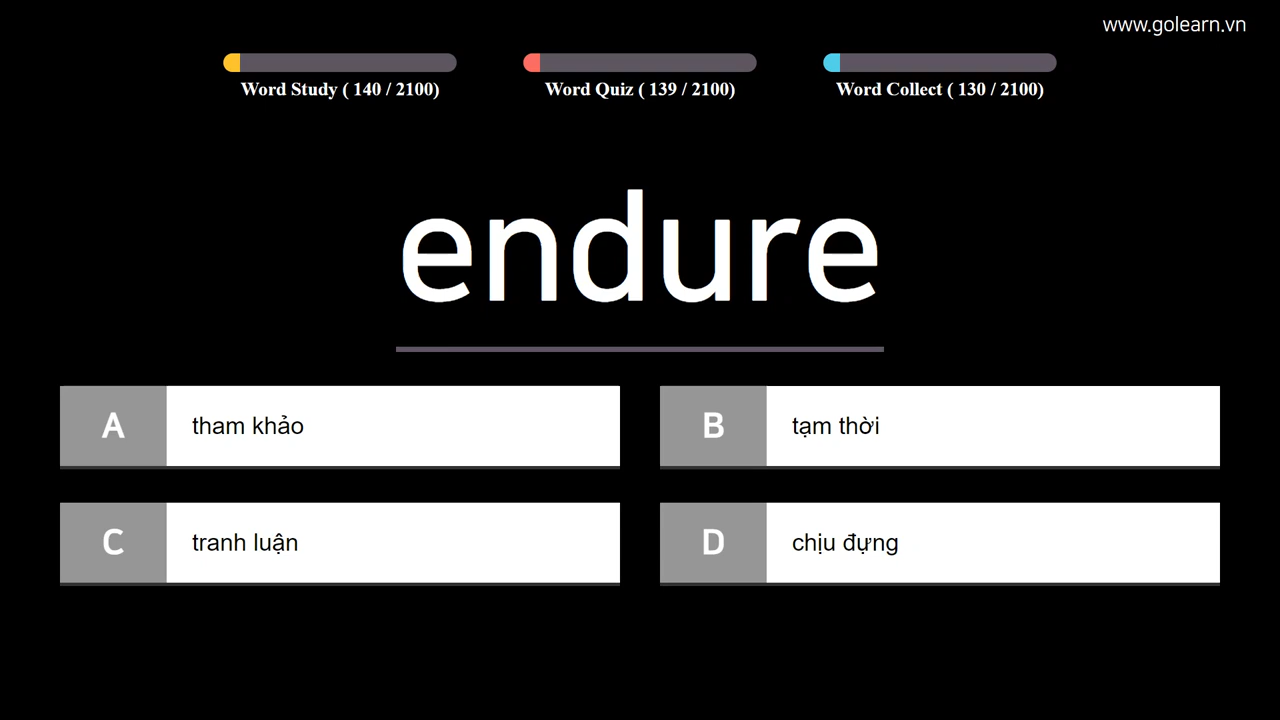 www.golearn.vn
Word Study ( 140 / 2100)
Word Quiz ( 139 / 2100)
Word Collect ( 130 / 2100)
endure
A tham khảo
B tạm thời
C tranh luận
D chịu đựng